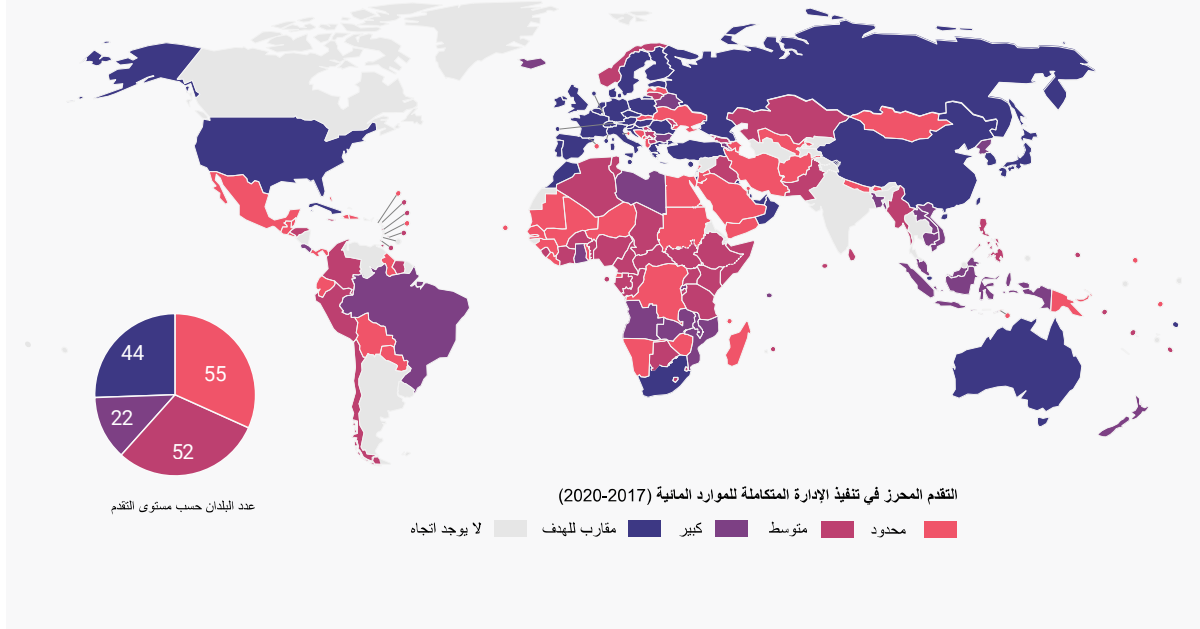 44
55
22
52
عدد البلدان حسب مستوى التقدم
التقدم المحرز في تنفيذ الإدارة المتكاملة للموارد المائية (2017-2020)
محدود
متوسط
كبير
مقارب للهدف
لا يوجد اتجاه